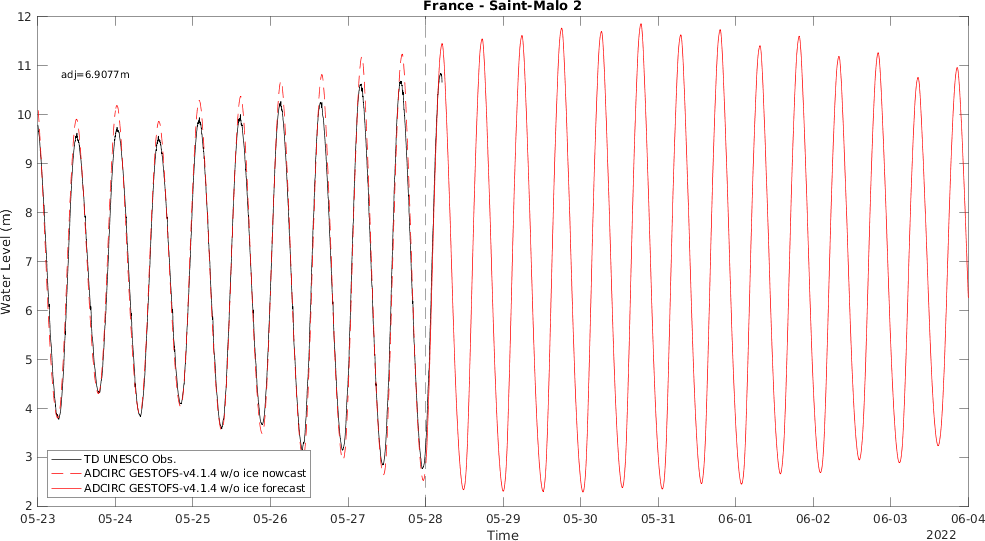 France - Saint-Malo 2
12
adj=6.9077m
11
10
9
8
7
6
5
4
3
2
Water Level (m)
TD UNESCO Obs.
ADCIRC GESTOFS-v4.1.4 w/o ice nowcast
ADCIRC GESTOFS-v4.1.4 w/o ice forecast
05-23 05-24 05-25 05-26 05-27 05-28 05-29 05-30 05-31 06-01 06-02 06-03 06-04
Time
2022